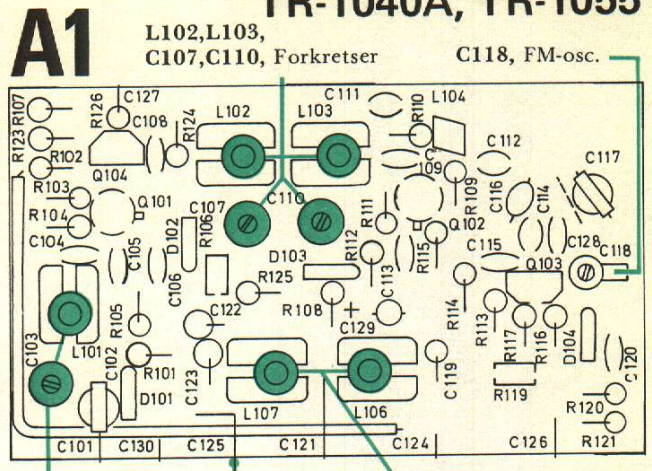 TR-1040A, TR-1055
A1
L102,L103,
C107,C110, Forkretser
C118, FM-osc.
R107
R126
C127
C108
R124
L102
L103
C111
R110
L104
R123
R102
Q104
C109
R109
C112
C117
R103
Q101
R104
C107
C110
R111
Q102
C116
C114
C104
C105
D102
R106
R112
R115
C115
C128
C118
C106
D103
Q103
R125
C113
R114
C103
L101
R105
C122
R108
C129
R113
R117
R116
D104
C120
C102
R101
D101
C123
L107
L106
C119
R119
R120
R121
C101
C130
C125
C121
C124
C126